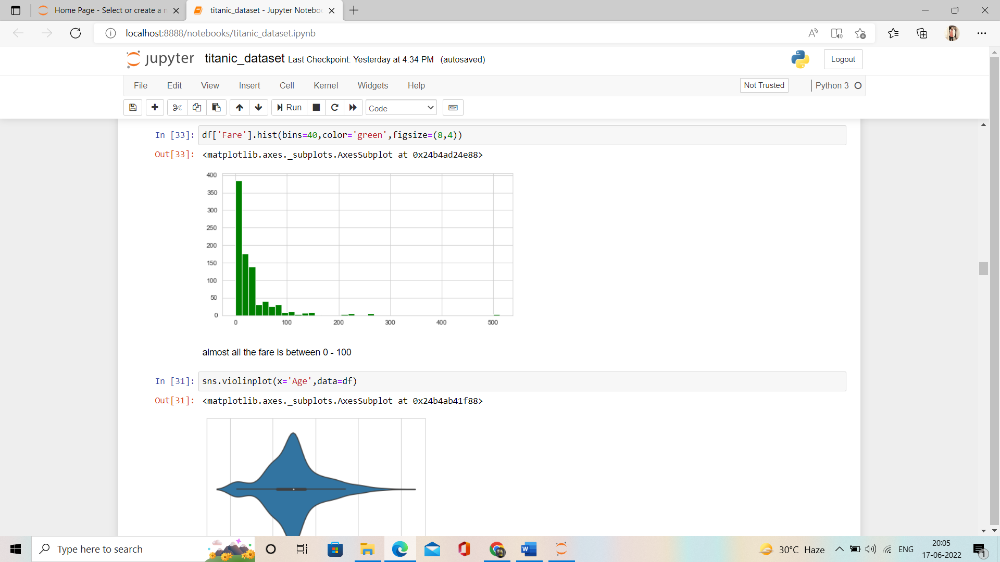 Home Page - Select or create a n
titanic_dataset - Jupyter Notebo
localhost:8888/notebooks/titanic_dataset.ipynb
jupyter titanic_dataset Last Checkpoint: Yesterday at 4:34 PM (autosaved)
Logout
File Edit View Insert Cell Kernel Widgets Help
Not Trusted Python 3
Run Code
In [33]: df['Fare'].hist(bins=40,color='green',figsize=(8,4))
Out[33]: <matplotlib.axes._subplots.AxesSubplot at 0x24b4ad24e88>
400
350
300
250
200
150
100
50
0
0 100 200 300 400 500
almost all the fare is between 0 - 100
In [31]: sns.violinplot(x='Age',data=df)
Out[31]: <matplotlib.axes._subplots.AxesSubplot at 0x24b4ab41f88>
Type here to search
30°C Haze
ENG
20:05
17-06-2022
1